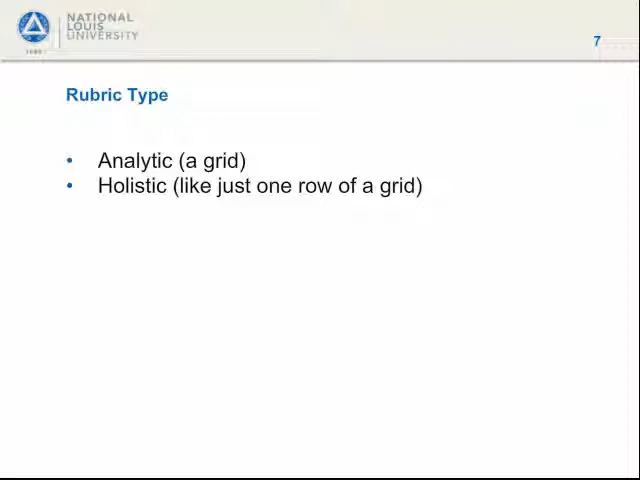 NATIONAL
LOUIS
UNIVERSITY
7
Rubric Type
• Analytic (a grid)
• Holistic (like just one row of a grid)